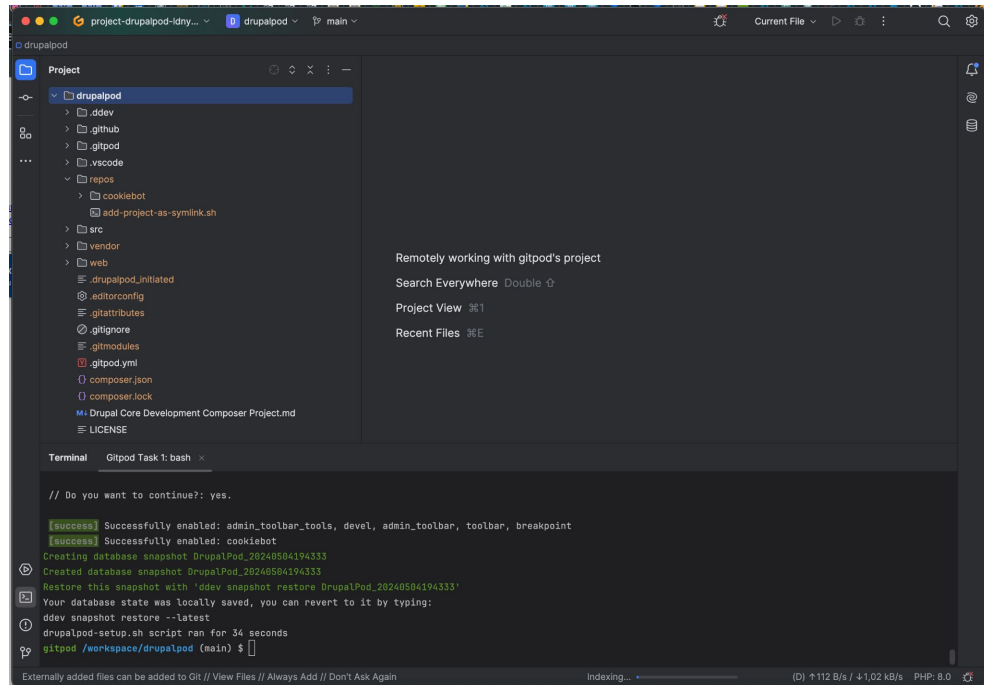 project-drupalpod-ldny... D drupalpod main Current File
drupalpod
Project
drupalpod
.ddev
.github
.gitpod
.vscode
repos
cookiebot
add-project-as-symlink.sh
src
vendor
web
.drupalpod_initiated
.editorconfig
.gitattributes
.gitignore
.gitmodules
.gitpod.yml
composer.json
composer.lock
M↓ Drupal Core Development Composer Project.md
LICENSE
Remotely working with gitpod's project
Search Everywhere Double ⇧
Project View ⌘1
Recent Files ⌘E
Terminal Gitpod Task 1: bash ×
// Do you want to continue?: yes.
[success] Successfully enabled: admin_toolbar_tools, devel, admin_toolbar, toolbar, breakpoint
[success] Successfully enabled: cookiebot
Creating database snapshot DrupalPod_20240504194333
Created database snapshot DrupalPod_20240504194333
Restore this snapshot with 'ddev snapshot restore DrupalPod_20240504194333'
Your database state was locally saved, you can revert to it by typing:
ddev snapshot restore --latest
drupalpod-setup.sh script ran for 34 seconds
gitpod /workspace/drupalpod (main) $
Externally added files can be added to Git // View Files // Always Add // Don't Ask Again Indexing... (D) ↑112 B/s / ↓1,02 kB/s PHP: 8.0